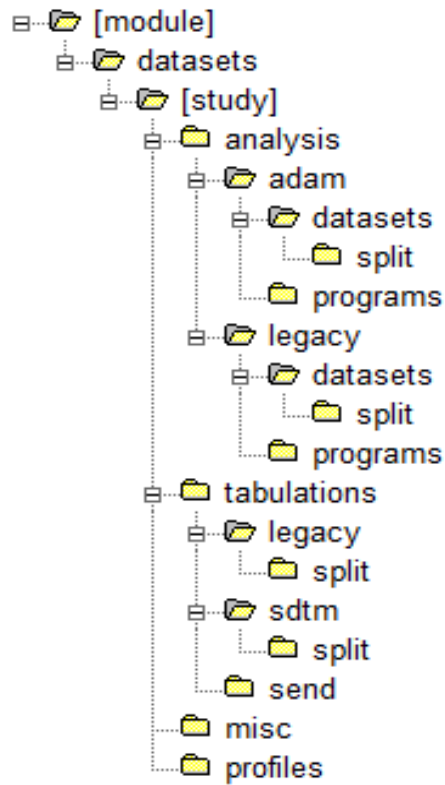 [module]
datasets
[study]
analysis
adam
datasets
split
programs
legacy
datasets
split
programs
tabulations
legacy
split
sdtm
split
send
misc
profiles